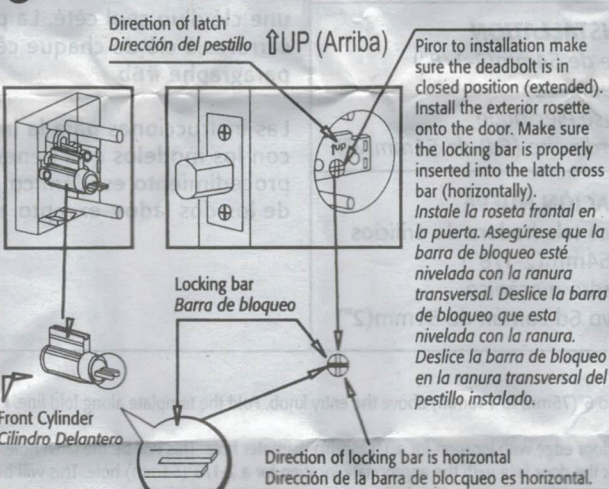 Direction of latch
Dirección del pestillo
⇧UP (Arriba)
UP
Piror to installation make
sure the deadbolt is in
closed position (extended).
Install the exterior rosette
onto the door. Make sure
the locking bar is properly
inserted into the latch cross
bar (horizontally).
Instale la roseta frontal en
la puerta. Asegúrese que la
barra de bloqueo esté
nivelada con la ranura
transversal. Deslice la barra
de bloqueo que esta
nivelada con la ranura.
Deslice la barra de bloqueo
en la ranura transversal del
pestillo instalado.
Locking bar
Barra de bloqueo
Front Cylinder
Cilindro Delantero
Direction of locking bar is horizontal
Dirección de la barra de blocqueo es horizontal.